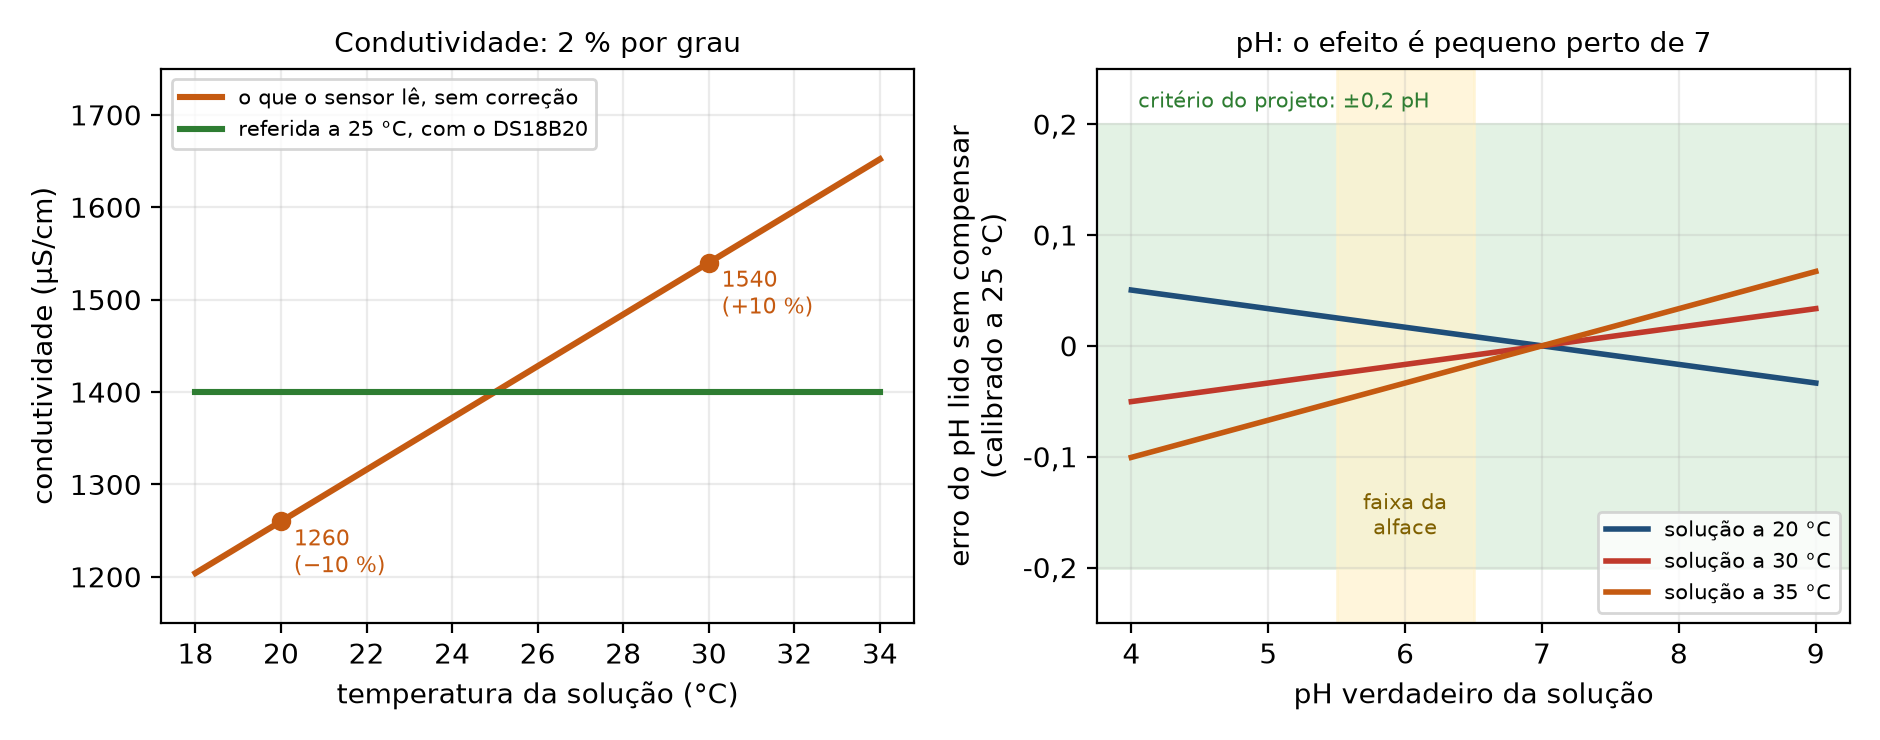 Condutividade: 2 % por grau
o que o sensor lê, sem correção
referida a 25 °C, com o DS18B20
1700
1600
1500
1400
1300
1200
condutividade (µS/cm)
1540
(+10 %)
1260
(−10 %)
18 20 22 24 26 28 30 32 34
temperatura da solução (°C)
pH: o efeito é pequeno perto de 7
critério do projeto: ±0,2 pH
0,2
0,1
0
-0,1
-0,2
erro do pH lido sem compensar
(calibrado a 25 °C)
faixa da
alface
solução a 20 °C
solução a 30 °C
solução a 35 °C
4 5 6 7 8 9
pH verdadeiro da solução